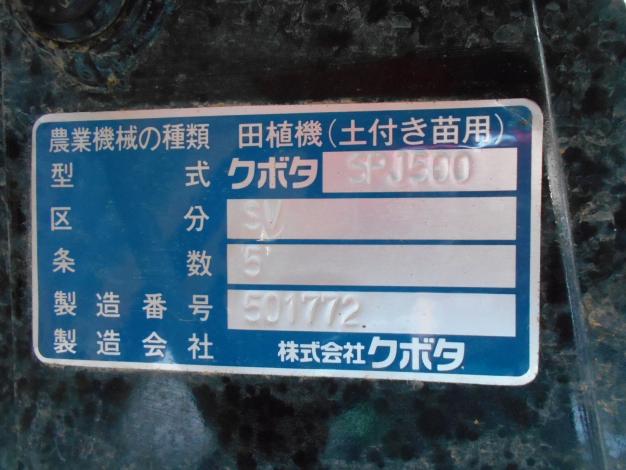 農業機械の種類 田植機(土付き苗用)
型式 クボタ SPJ500
区分
条数 5
製造番号 501772
製造会社 株式会社クボタ